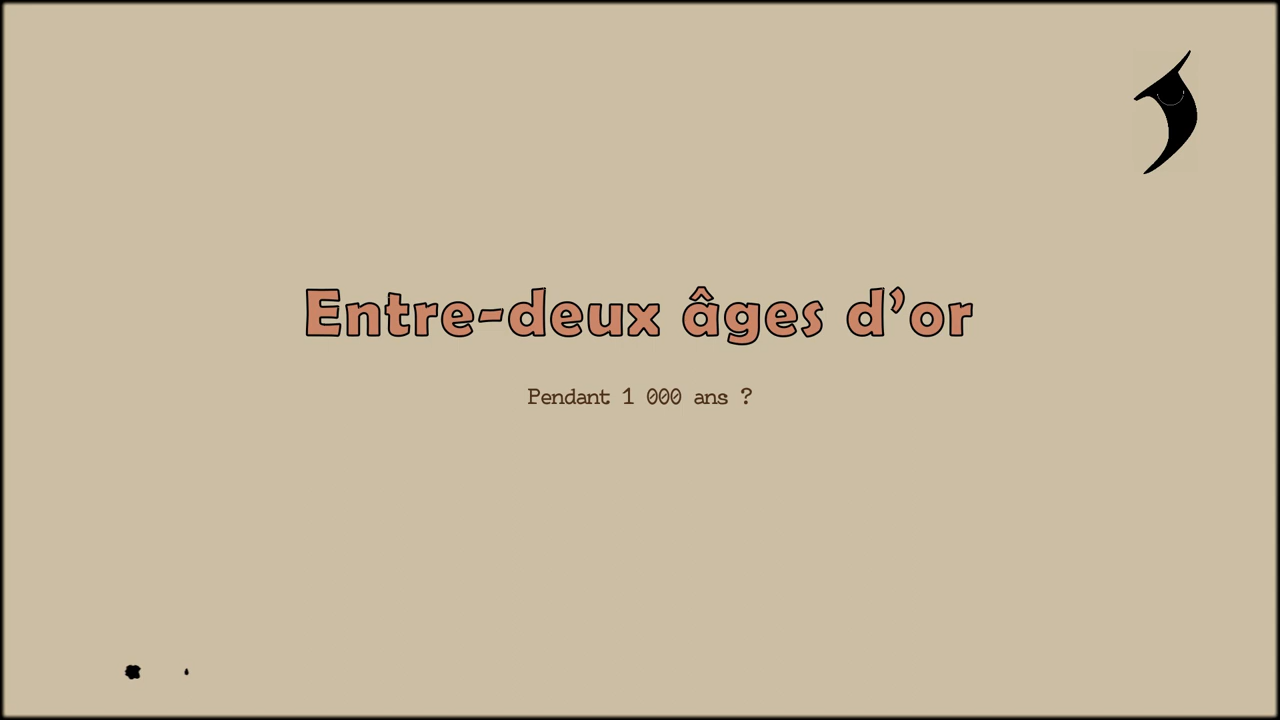 Entre-deux âges d’or
Pendant 1 000 ans ?